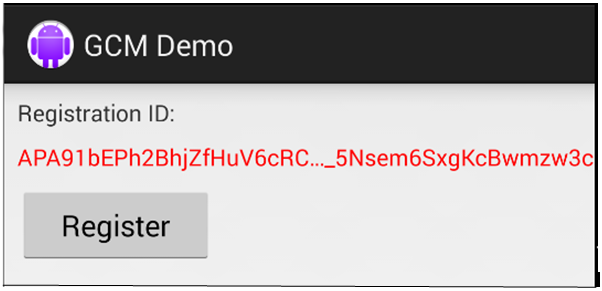 GCM Demo
Registration ID:
APA91bEPh2BhjZfHuV6cRC..._5Nsem6SxgKcBwmzw3c
Register